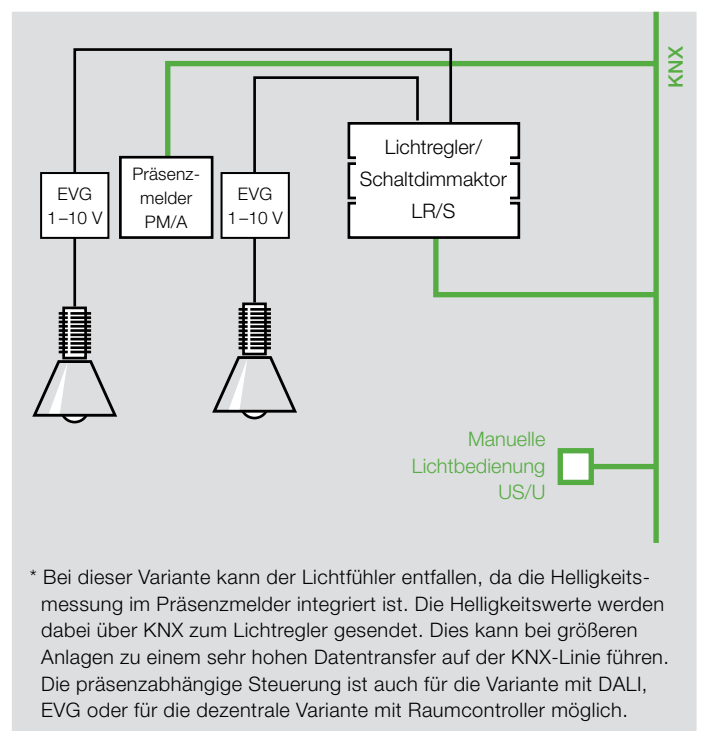 KNX
Lichtregler/
Schaltdimmaktor
LR/S
Präsenz-
melder
PM/A
EVG
1–10 V
EVG
1–10 V
Manuelle
Lichtbedienung
US/U
* Bei dieser Variante kann der Lichtfühler entfallen, da die Helligkeits-
messung im Präsenzmelder integriert ist. Die Helligkeitswerte werden
dabei über KNX zum Lichtregler gesendet. Dies kann bei größeren
Anlagen zu einem sehr hohen Datentransfer auf der KNX-Linie führen.
Die präsenzabhängige Steuerung ist auch für die Variante mit DALI,
EVG oder für die dezentrale Variante mit Raumcontroller möglich.